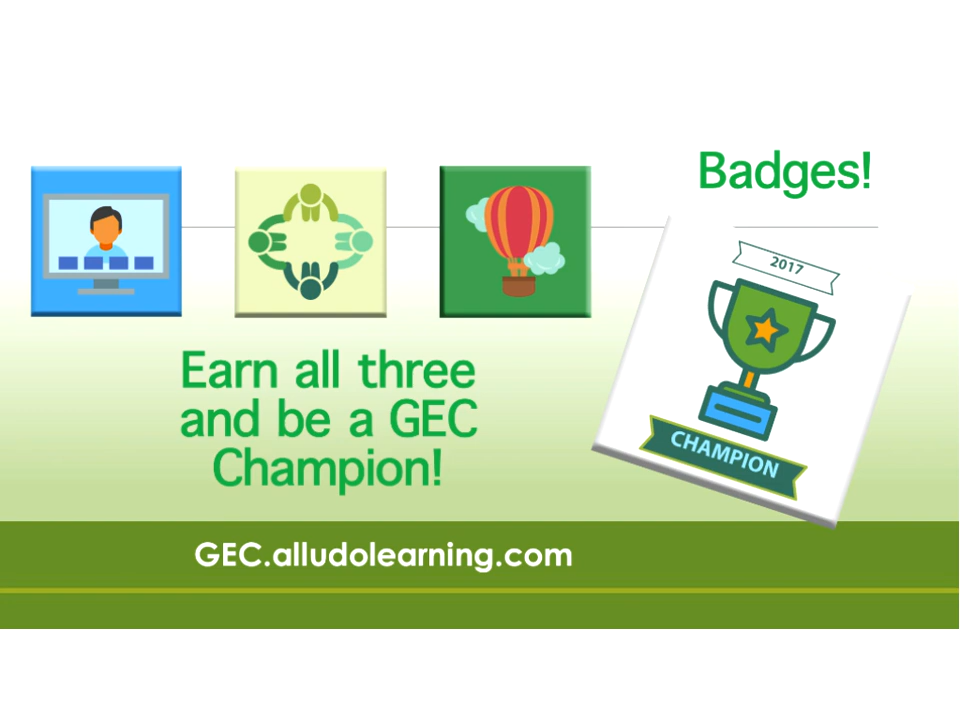 Badges!
2017
CHAMPION
Earn all three
and be a GEC
Champion!
GEC.alludolearning.com